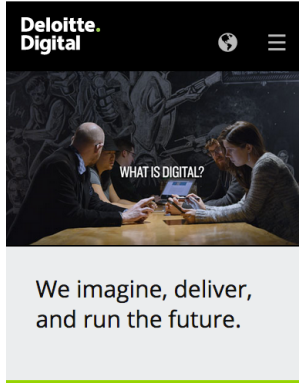 Deloitte.
Digital
WHAT IS DIGITAL?
We imagine, deliver,
and run the future.